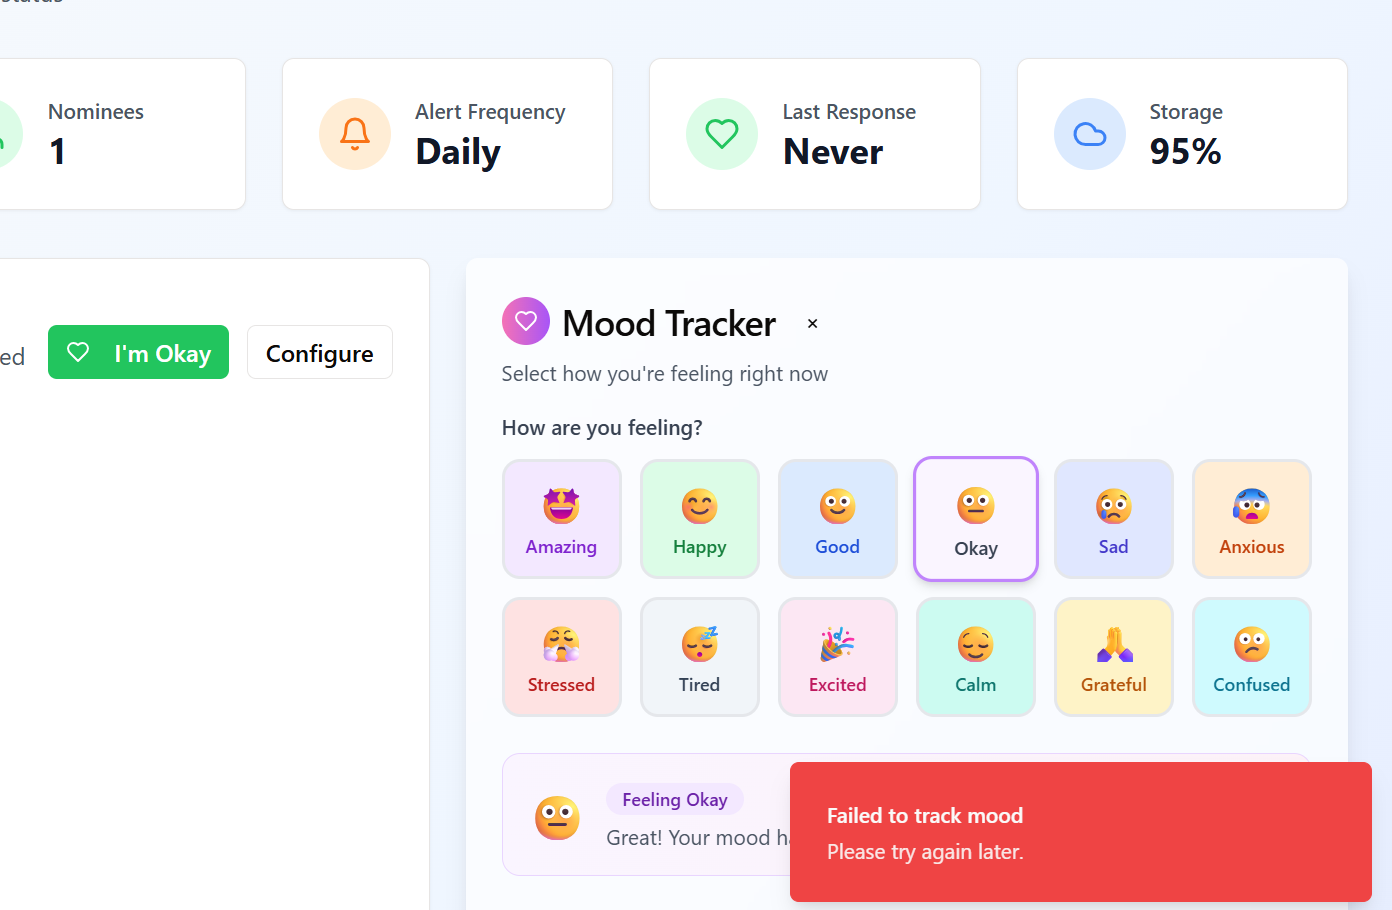 Nominees
1
Alert Frequency
Daily
Last Response
Never
Storage
95%
ed
I'm Okay
Configure
Mood Tracker
×
Select how you're feeling right now
How are you feeling?
Amazing
Happy
Good
Okay
Sad
Anxious
Stressed
Tired
Excited
Calm
Grateful
Confused
Feeling Okay
Great! Your mood ha
Failed to track mood
Please try again later.